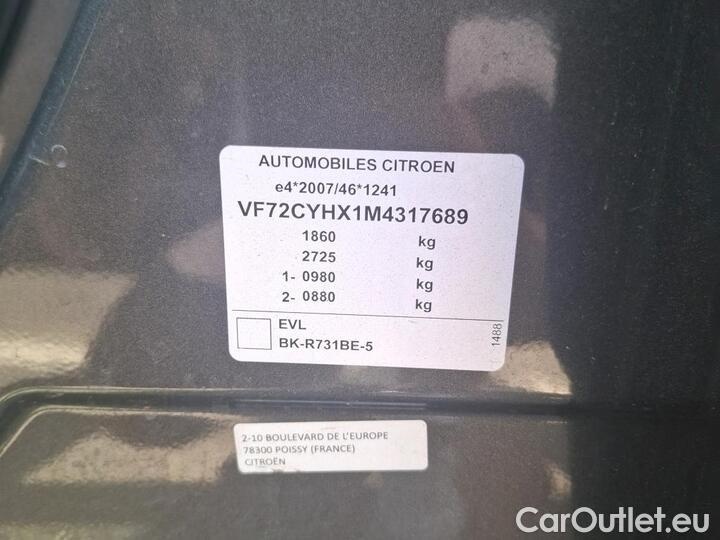 AUTOMOBILES CITROEN
e4*2007/46*1241
VF72CYHX1M4317689
1860 kg
2725 kg
1- 0980 kg
2- 0880 kg
EVL
BK-R731BE-5
1488
2-10 BOULEVARD DE L'EUROPE
78300 POISSY (FRANCE)
CITROËN
CarOutlet.eu